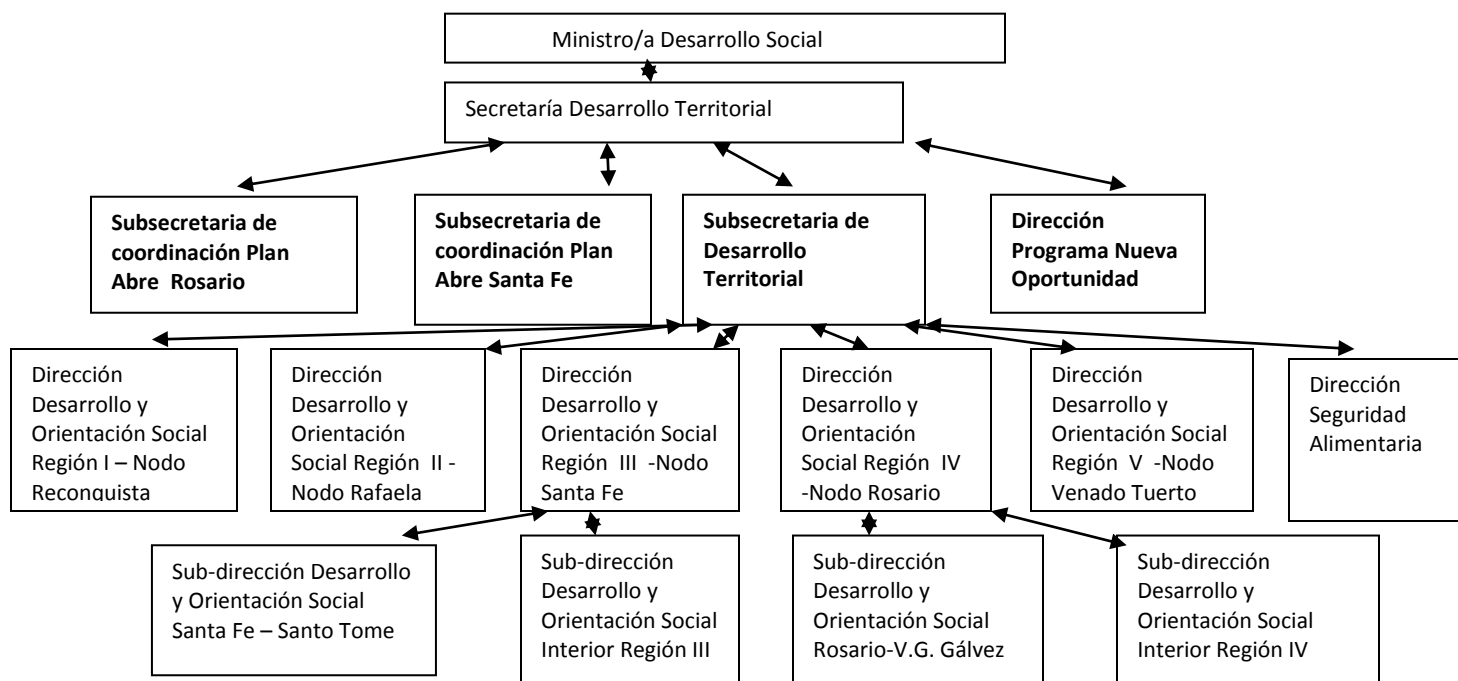 Ministro/a Desarrollo Social
Secretaría Desarrollo Territorial
Subsecretaria de
coordinación Plan
Abre Rosario
Subsecretaria de
coordinación Plan
Abre Santa Fe
Subsecretaria de
Desarrollo
Territorial
Dirección
Programa Nueva
Oportunidad
Dirección
Desarrollo y
Orientación Social
Región I – Nodo
Reconquista
Dirección
Desarrollo y
Orientación
Social Región II -
Nodo Rafaela
Dirección
Desarrollo y
Orientación Social
Región III -Nodo
Santa Fe
Dirección
Desarrollo y
Orientación
Social Región IV
-Nodo Rosario
Dirección
Desarrollo y
Orientación Social
Región V -Nodo
Venado Tuerto
Dirección
Seguridad
Alimentaria
Sub-dirección Desarrollo
y Orientación Social
Santa Fe – Santo Tome
Sub-dirección
Desarrollo y
Orientación Social
Interior Región III
Sub-dirección
Desarrollo y
Orientación Social
Rosario-V.G. Gálvez
Sub-dirección
Desarrollo y
Orientación Social
Interior Región IV